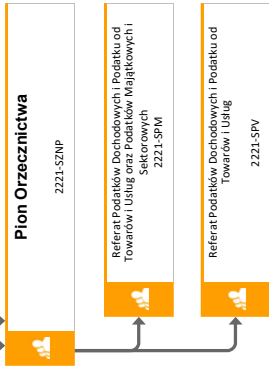 Pion Orzecznictwa
2221-SZNP
Referat Podatków Dochodowych i Podatku od
Towarów i Usług oraz Podatków Majątkowych i
Sektorowych
2221-SPM
Referat Podatków Dochodowych i Podatku od
Towarów i Usług
2221-SPV